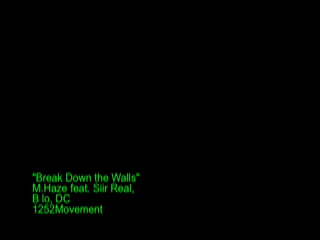 "Break Down the Walls"
M.Haze feat. Siir Real,
B lo, DC
1252Movement